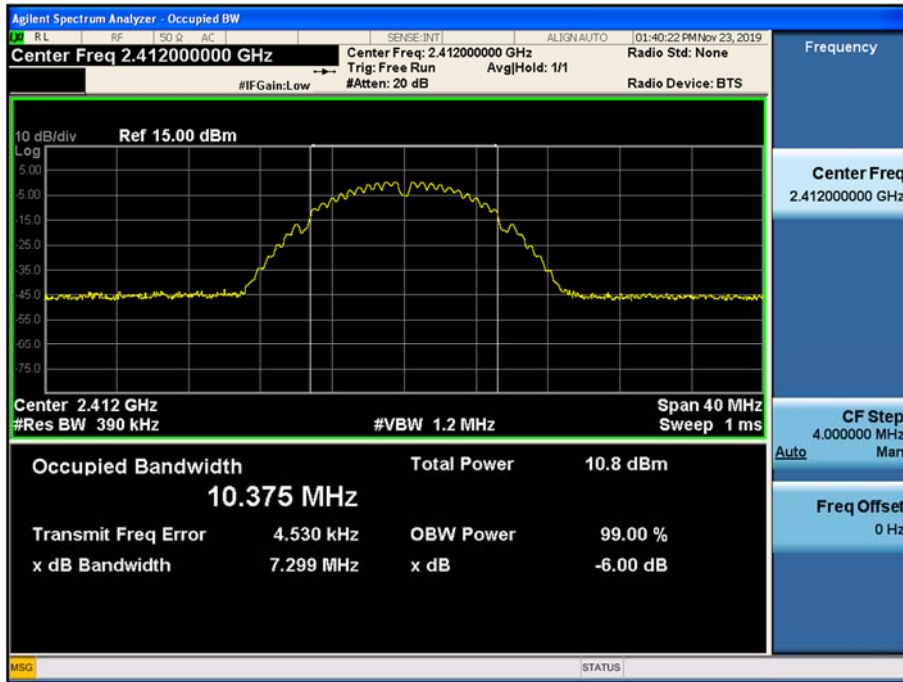 Agilent Spectrum Analyzer - Occupied BW
RL RF 50 Ω AC SENSE:INT ALIGN AUTO 01:40:22 PM Nov 23, 2019
Center Freq 2.412000000 GHz
Center Freq: 2.412000000 GHz Radio Std: None
Trig: Free Run Avg|Hold: 1/1
#IFGain:Low #Atten: 20 dB Radio Device: BTS
10 dB/div Ref 15.00 dBm
Log
5.00
-5.00
-15.0
-25.0
-35.0
-45.0
-55.0
-65.0
-75.0
Center 2.412 GHz Span 40 MHz
#Res BW 390 kHz #VBW 1.2 MHz Sweep 1 ms
Occupied Bandwidth Total Power 10.8 dBm
10.375 MHz
Transmit Freq Error 4.530 kHz OBW Power 99.00 %
x dB Bandwidth 7.299 MHz x dB -6.00 dB
Frequency
Center Freq
2.412000000 GHz
CF Step
4.000000 MHz
Auto Man
Freq Offset
0 Hz
MSG STATUS